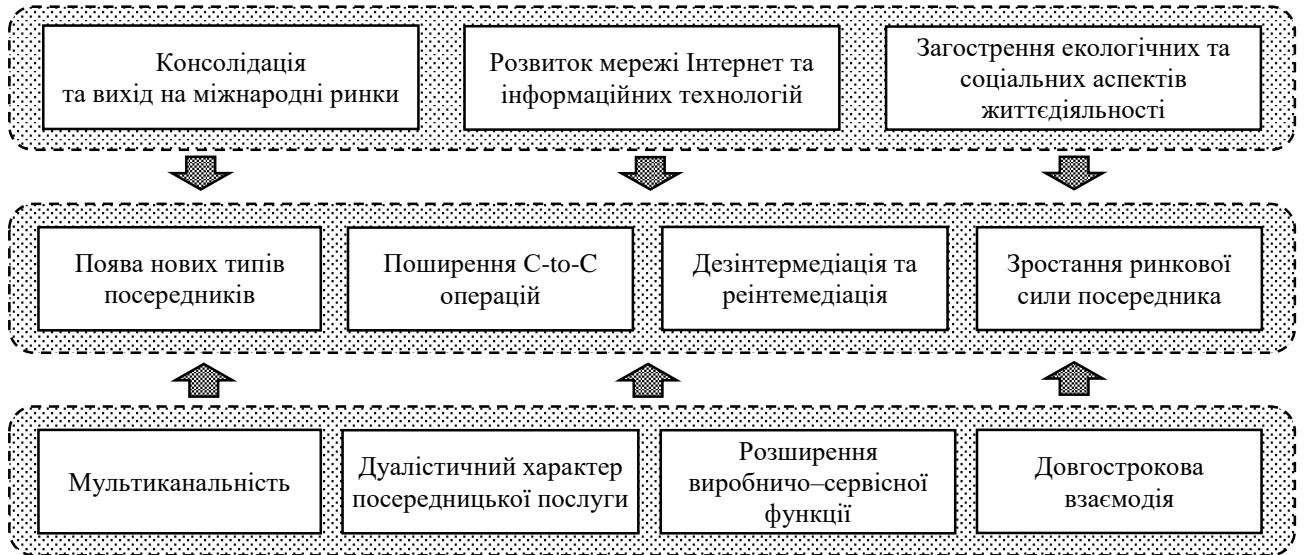 Консолідація
та вихід на міжнародні ринки
Розвиток мережі Інтернет та
інформаційних технологій
Загострення екологічних та
соціальних аспектів
життєдіяльності
Поява нових типів
посередників
Поширення C-to-C
операцій
Дезінтермедіація та
реінтемедіація
Зростання ринкової
сили посередника
Мультиканальність
Дуалістичний характер
посередницької послуги
Розширення
виробничо–сервісної
функції
Довгострокова
взаємодія